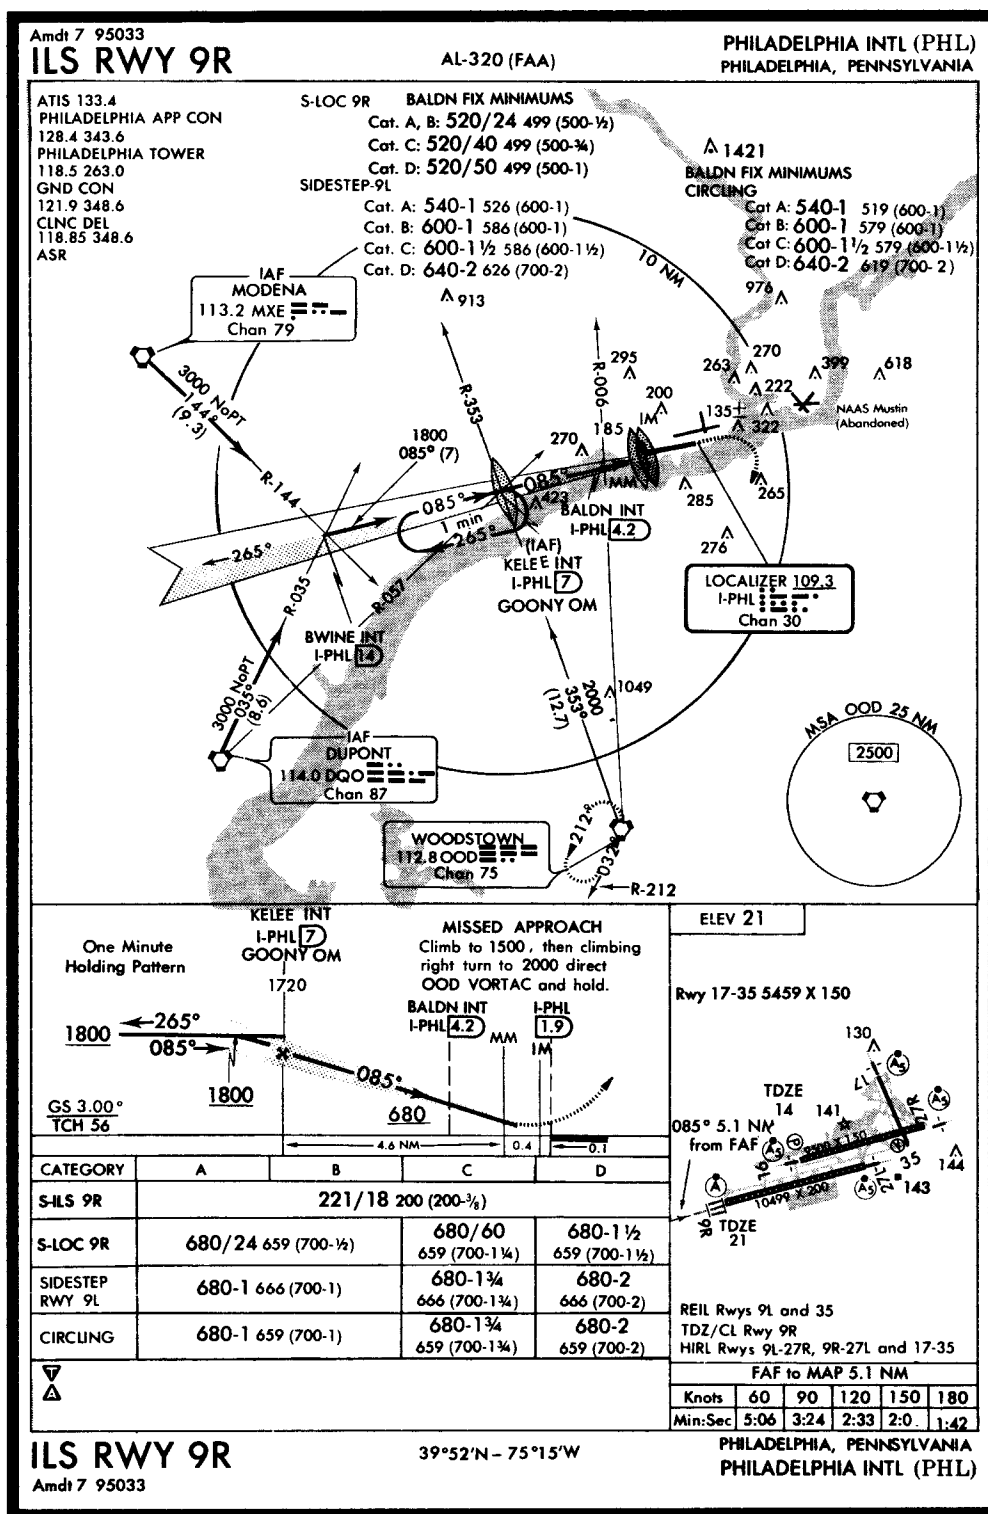 Amdt 7 95033
ILS RWY 9R
AL-320 (FAA)
PHILADELPHIA INTL (PHL)
PHILADELPHIA, PENNSYLVANIA
ATIS 133.4
PHILADELPHIA APP CON
128.4 343.6
PHILADELPHIA TOWER
118.5 263.0
GND CON
121.9 348.6
CLNC DEL
118.85 348.6
ASR
S-LOC 9R BALDN FIX MINIMUMS
Cat. A, B: 520/24 499 (500-½)
Cat. C: 520/40 499 (500-¾)
Cat. D: 520/50 499 (500-1)
SIDESTEP-9L
Cat. A: 540-1 526 (600-1)
Cat. B: 600-1 586 (600-1)
Cat. C: 600-1½ 586 (600-1½)
Cat. D: 640-2 626 (700-2)
1421
BALDN FIX MINIMUMS
CIRCLING
Cat A: 540-1 519 (600-1)
Cat B: 600-1 579 (600-1)
Cat C: 600-1½ 579 (600-1½)
Cat D: 640-2 619 (700-2)
10 NM
IAF
MODENA
113.2 MXE
Chan 79
913
976
3000 NoPT
144°
(9.3)
R-144
R-353
R-006
295
200
263
270
399
618
222
135±
322
NAAS Mustin
(Abandoned)
1800
085° (7)
270
185
IM
MM
085°
085°
1 min
265°
265°
423
285
265
276
BALDN INT
I-PHL 4.2
(IAF)
KELEE INT
I-PHL 7
GOONY OM
LOCALIZER 109.3
I-PHL
Chan 30
R-035
R-057
BWINE INT
I-PHL 14
3000 NoPT
035°
(8.6)
IAF
DUPONT
114.0 DQO
Chan 87
2000
353°
(12.7)
1049
WOODSTOWN
112.8 OOD
Chan 75
212°
032°
R-212
MSA OOD 25 NM
2500
KELEE INT
I-PHL 7
GOONY OM
One Minute
Holding Pattern
1720
MISSED APPROACH
Climb to 1500, then climbing
right turn to 2000 direct
OOD VORTAC and hold.
BALDN INT
I-PHL 4.2
I-PHL
1.9
MM
IM
1800
265°
085°
1800
085°
680
GS 3.00°
TCH 56
4.6 NM
0.4
0.1
CATEGORY A B C D
S-ILS 9R 221/18 200 (200-⅜)
S-LOC 9R 680/24 659 (700-½) 680/60 659 (700-1¼) 680-1½ 659 (700-1½)
SIDESTEP RWY 9L 680-1 666 (700-1) 680-1¾ 666 (700-1¾) 680-2 666 (700-2)
CIRCLING 680-1 659 (700-1) 680-1¾ 659 (700-1¾) 680-2 659 (700-2)
T
A
ELEV 21
Rwy 17-35 5459 X 150
130
17
A5
TDZE
14
141
27R
A5
085° 5.1 NM
from FAF
A5
P
9500 X 150
9L
35
144
A
27L
A5
143
10499 X 200
9R
TDZE
21
REIL Rwys 9L and 35
TDZ/CL Rwy 9R
HIRL Rwys 9L-27R, 9R-27L and 17-35
FAF to MAP 5.1 NM
Knots 60 90 120 150 180
Min:Sec 5:06 3:24 2:33 2:0 1:42
ILS RWY 9R
Amdt 7 95033
39°52'N – 75°15'W
PHILADELPHIA, PENNSYLVANIA
PHILADELPHIA INTL (PHL)